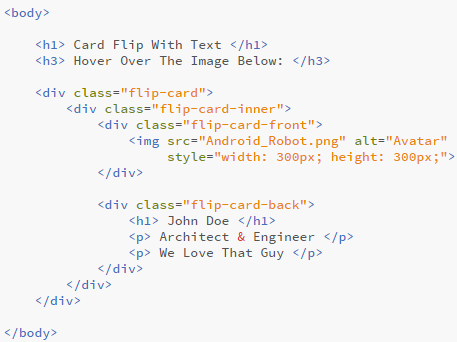 <body>
<h1> Card Flip With Text </h1>
<h3> Hover Over The Image Below: </h3>
<div class="flip-card">
<div class="flip-card-inner">
<div class="flip-card-front">
<img src="Android_Robot.png" alt="Avatar"
style="width: 300px; height: 300px;">
</div>
<div class="flip-card-back">
<h1> John Doe </h1>
<p> Architect & Engineer </p>
<p> We Love That Guy </p>
</div>
</div>
</div>
</body>